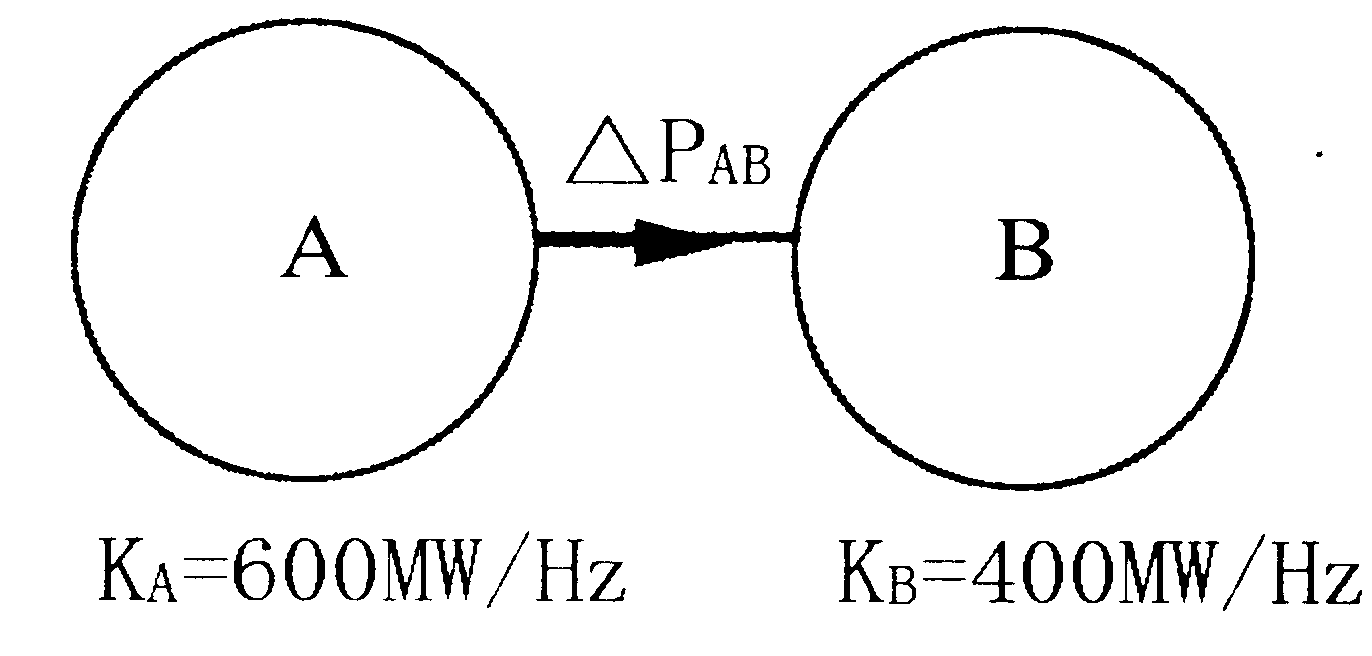 △PAB
A
B
KA=600MW/Hz
KB=400MW/Hz